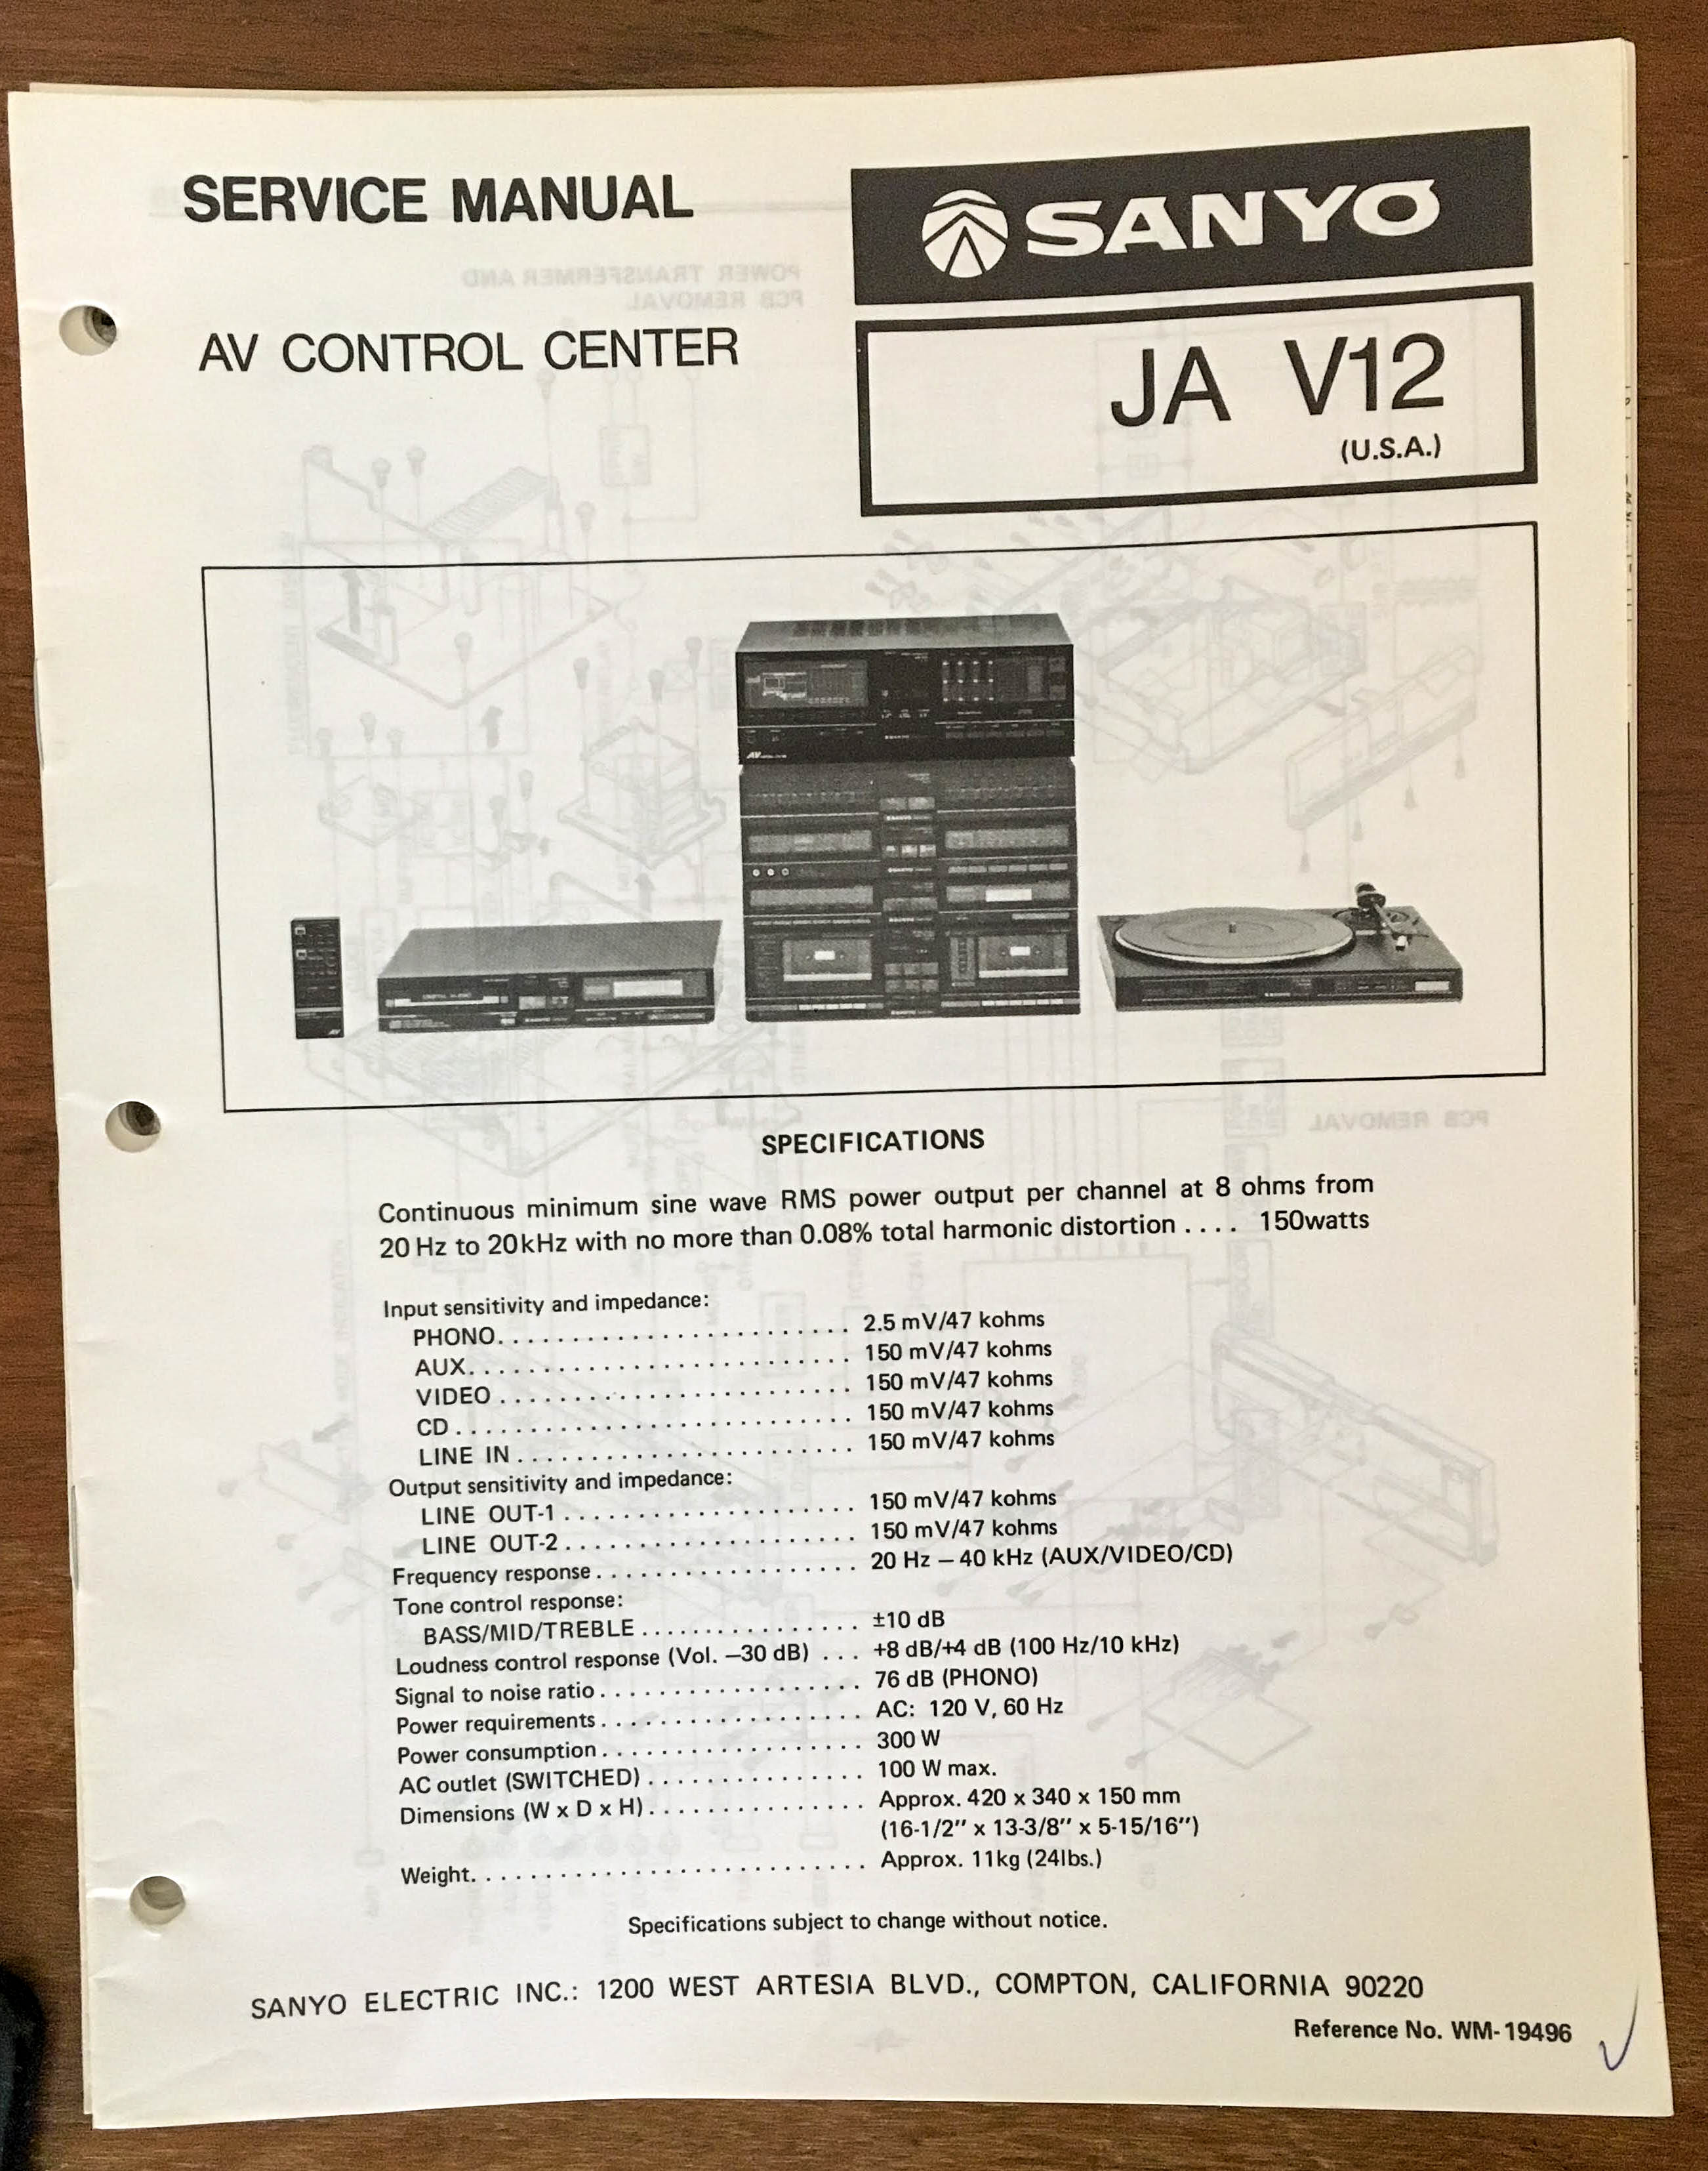 SERVICE MANUAL
SANYO
AV CONTROL CENTER
JA V12
(U.S.A.)
POWER TRANSFERMER AND
PCB REMOVAL
AV
SANYO
PCB REMOVAL
SPECIFICATIONS
Continuous minimum sine wave RMS power output per channel at 8 ohms from
20 Hz to 20kHz with no more than 0.08% total harmonic distortion .... 150watts
Input sensitivity and impedance:
PHONO........................ 2.5 mV/47 kohms
AUX.......................... 150 mV/47 kohms
VIDEO ........................ 150 mV/47 kohms
CD........................... 150 mV/47 kohms
LINE IN....................... 150 mV/47 kohms
Output sensitivity and impedance:
LINE OUT-1.................... 150 mV/47 kohms
LINE OUT-2.................... 150 mV/47 kohms
Frequency response.................. 20 Hz – 40 kHz (AUX/VIDEO/CD)
Tone control response:
BASS/MID/TREBLE............... ±10 dB
Loudness control response (Vol. –30 dB) ... +8 dB/+4 dB (100 Hz/10 kHz)
Signal to noise ratio.................. 76 dB (PHONO)
Power requirements.................. AC: 120 V, 60 Hz
Power consumption.................. 300 W
AC outlet (SWITCHED)............... 100 W max.
Dimensions (W x D x H)............... Approx. 420 x 340 x 150 mm
(16-1/2" x 13-3/8" x 5-15/16")
Weight........................... Approx. 11kg (24lbs.)
Specifications subject to change without notice.
SANYO ELECTRIC INC.: 1200 WEST ARTESIA BLVD., COMPTON, CALIFORNIA 90220
Reference No. WM-19496